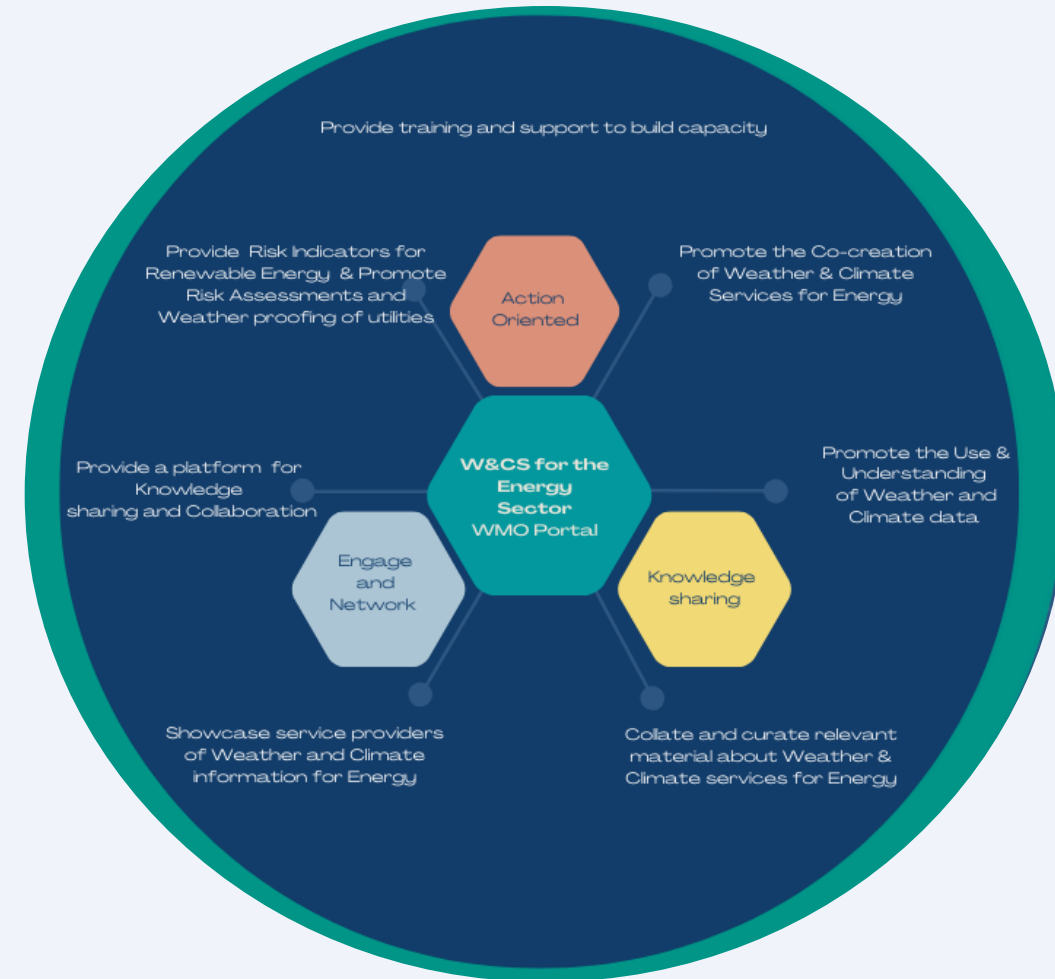 Provide training and support to build capacity
Provide Risk Indicators for
Renewable Energy & Promote
Risk Assessments and
Weather proofing of utilities
Action
Oriented
Promote the Co-creation
of Weather & Climate
Services for Energy
Provide a platform for
Knowledge
sharing and Collaboration
W&CS for the
Energy
Sector
WMO Portal
Promote the Use &
Understanding
of Weather and
Climate data
Engage
and
Network
Knowledge
sharing
Showcase service providers
of Weather and Climate
information for Energy
Collate and curate relevant
material about Weather &
Climate services for Energy